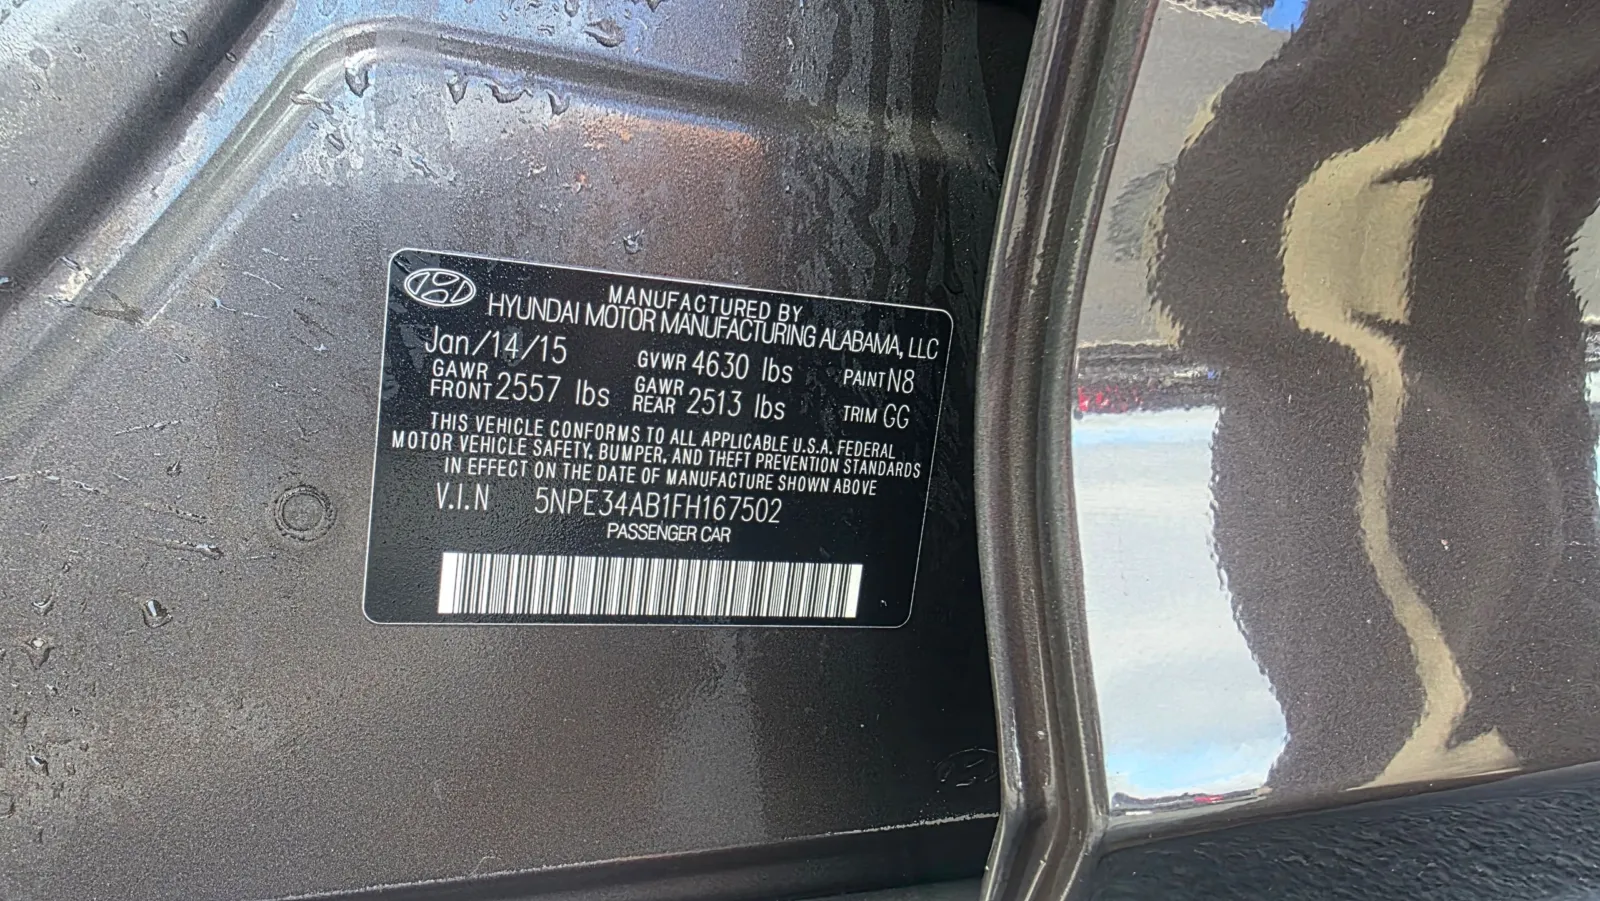 MANUFACTURED BY
HYUNDAI MOTOR MANUFACTURING ALABAMA, LLC
Jan/14/15 GVWR 4630 lbs PAINT N8
GAWR FRONT 2557 lbs GAWR REAR 2513 lbs TRIM GG
THIS VEHICLE CONFORMS TO ALL APPLICABLE U.S.A. FEDERAL
MOTOR VEHICLE SAFETY, BUMPER, AND THEFT PREVENTION STANDARDS
IN EFFECT ON THE DATE OF MANUFACTURE SHOWN ABOVE
V.I.N 5NPE34AB1FH167502
PASSENGER CAR